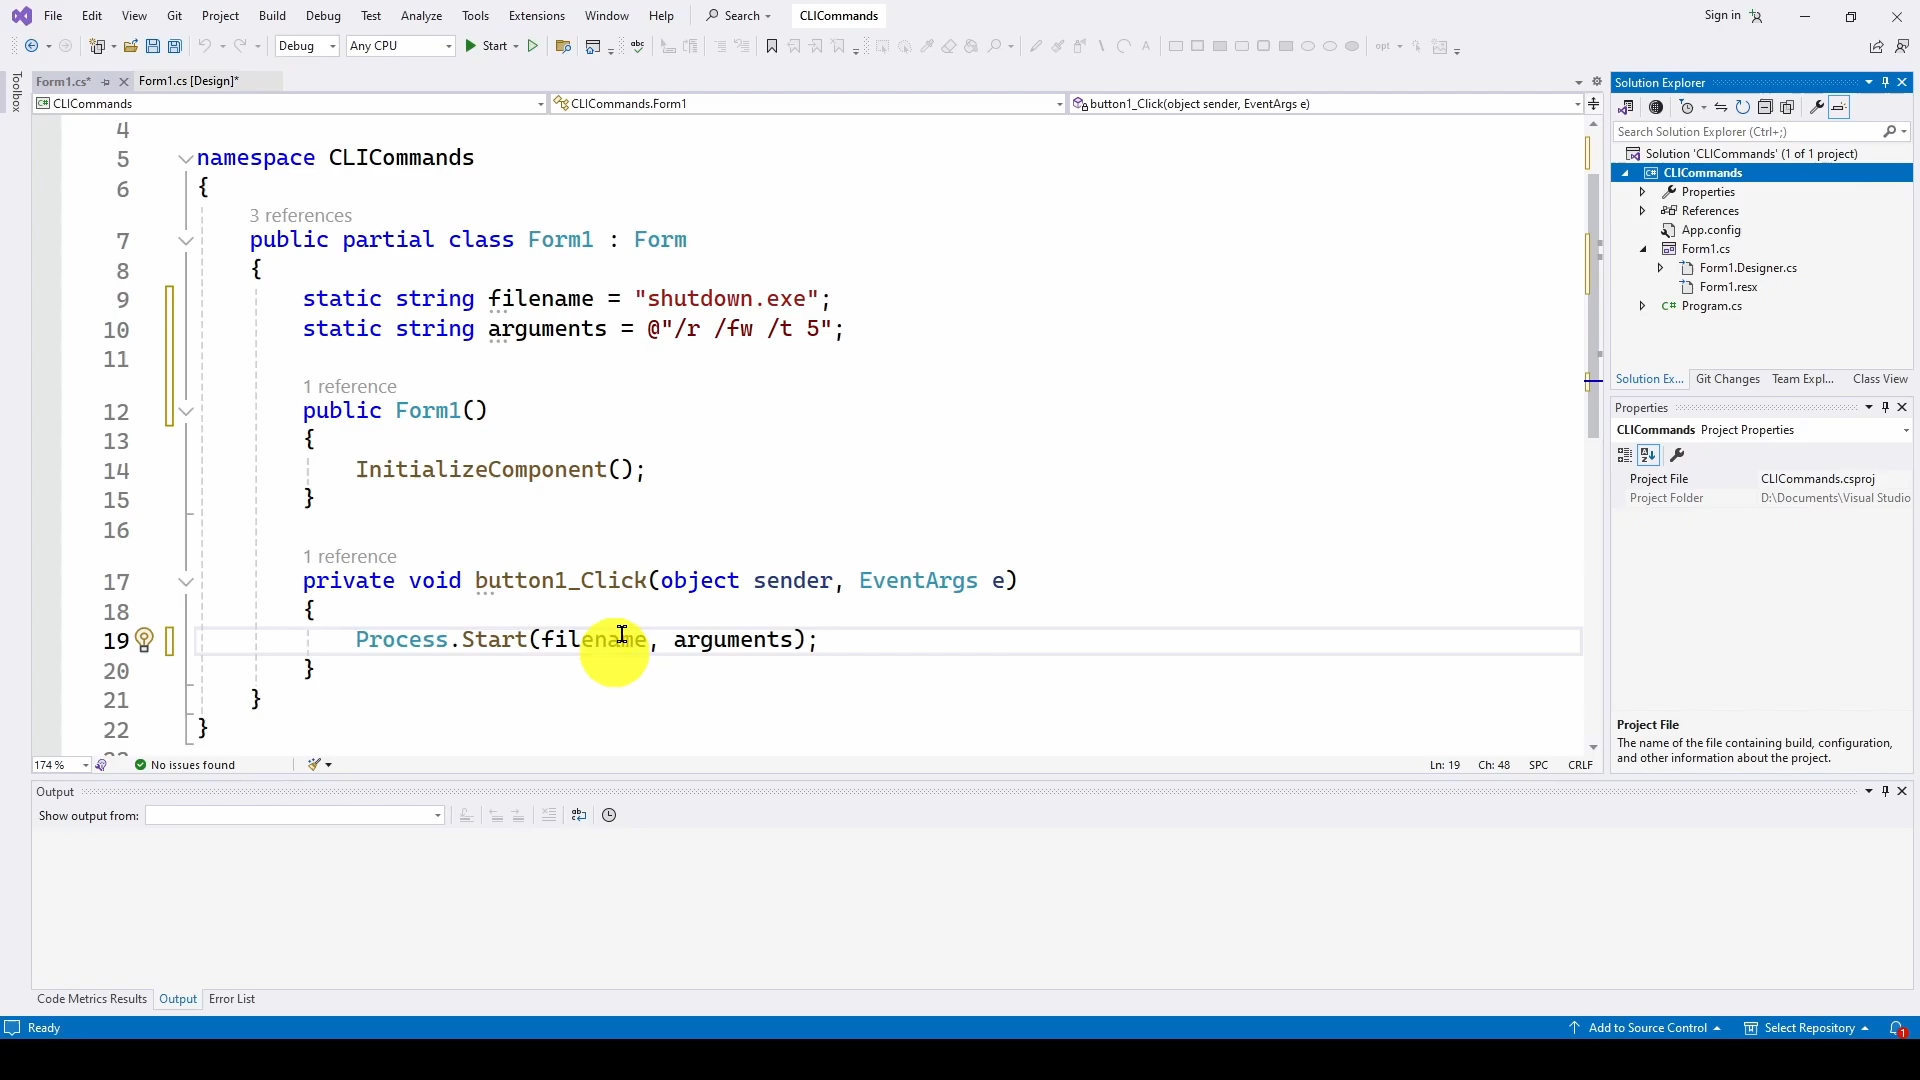 File Edit View Git Project Build Debug Test Analyze Tools Extensions Window Help Search CLICommands Sign in
Debug Any CPU Start opt
Toolbox
Form1.cs* Form1.cs [Design]*
CLICommands CLICommands.Form1 button1_Click(object sender, EventArgs e)
4
5 namespace CLICommands
6 {
3 references
7 public partial class Form1 : Form
8 {
9 static string filename = "shutdown.exe";
10 static string arguments = @"/r /fw /t 5";
11
1 reference
12 public Form1()
13 {
14 InitializeComponent();
15 }
16
1 reference
17 private void button1_Click(object sender, EventArgs e)
18 {
19 Process.Start(filename, arguments);
20 }
21 }
22 }
174 % No issues found Ln: 19 Ch: 48 SPC CRLF
Solution Explorer
Search Solution Explorer (Ctrl+;)
Solution 'CLICommands' (1 of 1 project)
CLICommands
Properties
References
App.config
Form1.cs
Form1.Designer.cs
Form1.resx
Program.cs
Solution Ex... Git Changes Team Expl... Class View
Properties
CLICommands Project Properties
Project File CLICommands.csproj
Project Folder D:\Documents\Visual Studio
Project File
The name of the file containing build, configuration,
and other information about the project.
Output
Show output from:
Code Metrics Results Output Error List
Ready Add to Source Control Select Repository 1